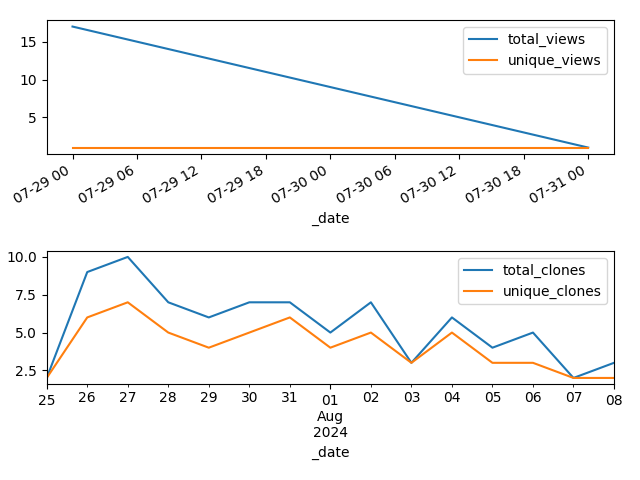 total_views
unique_views
15
10
5
07-29 00 07-29 06 07-29 12 07-29 18 07-30 00 07-30 06 07-30 12 07-30 18 07-31 00
_date
total_clones
unique_clones
10.0
7.5
5.0
2.5
25 26 27 28 29 30 31 01 02 03 04 05 06 07 08
Aug
2024
_date